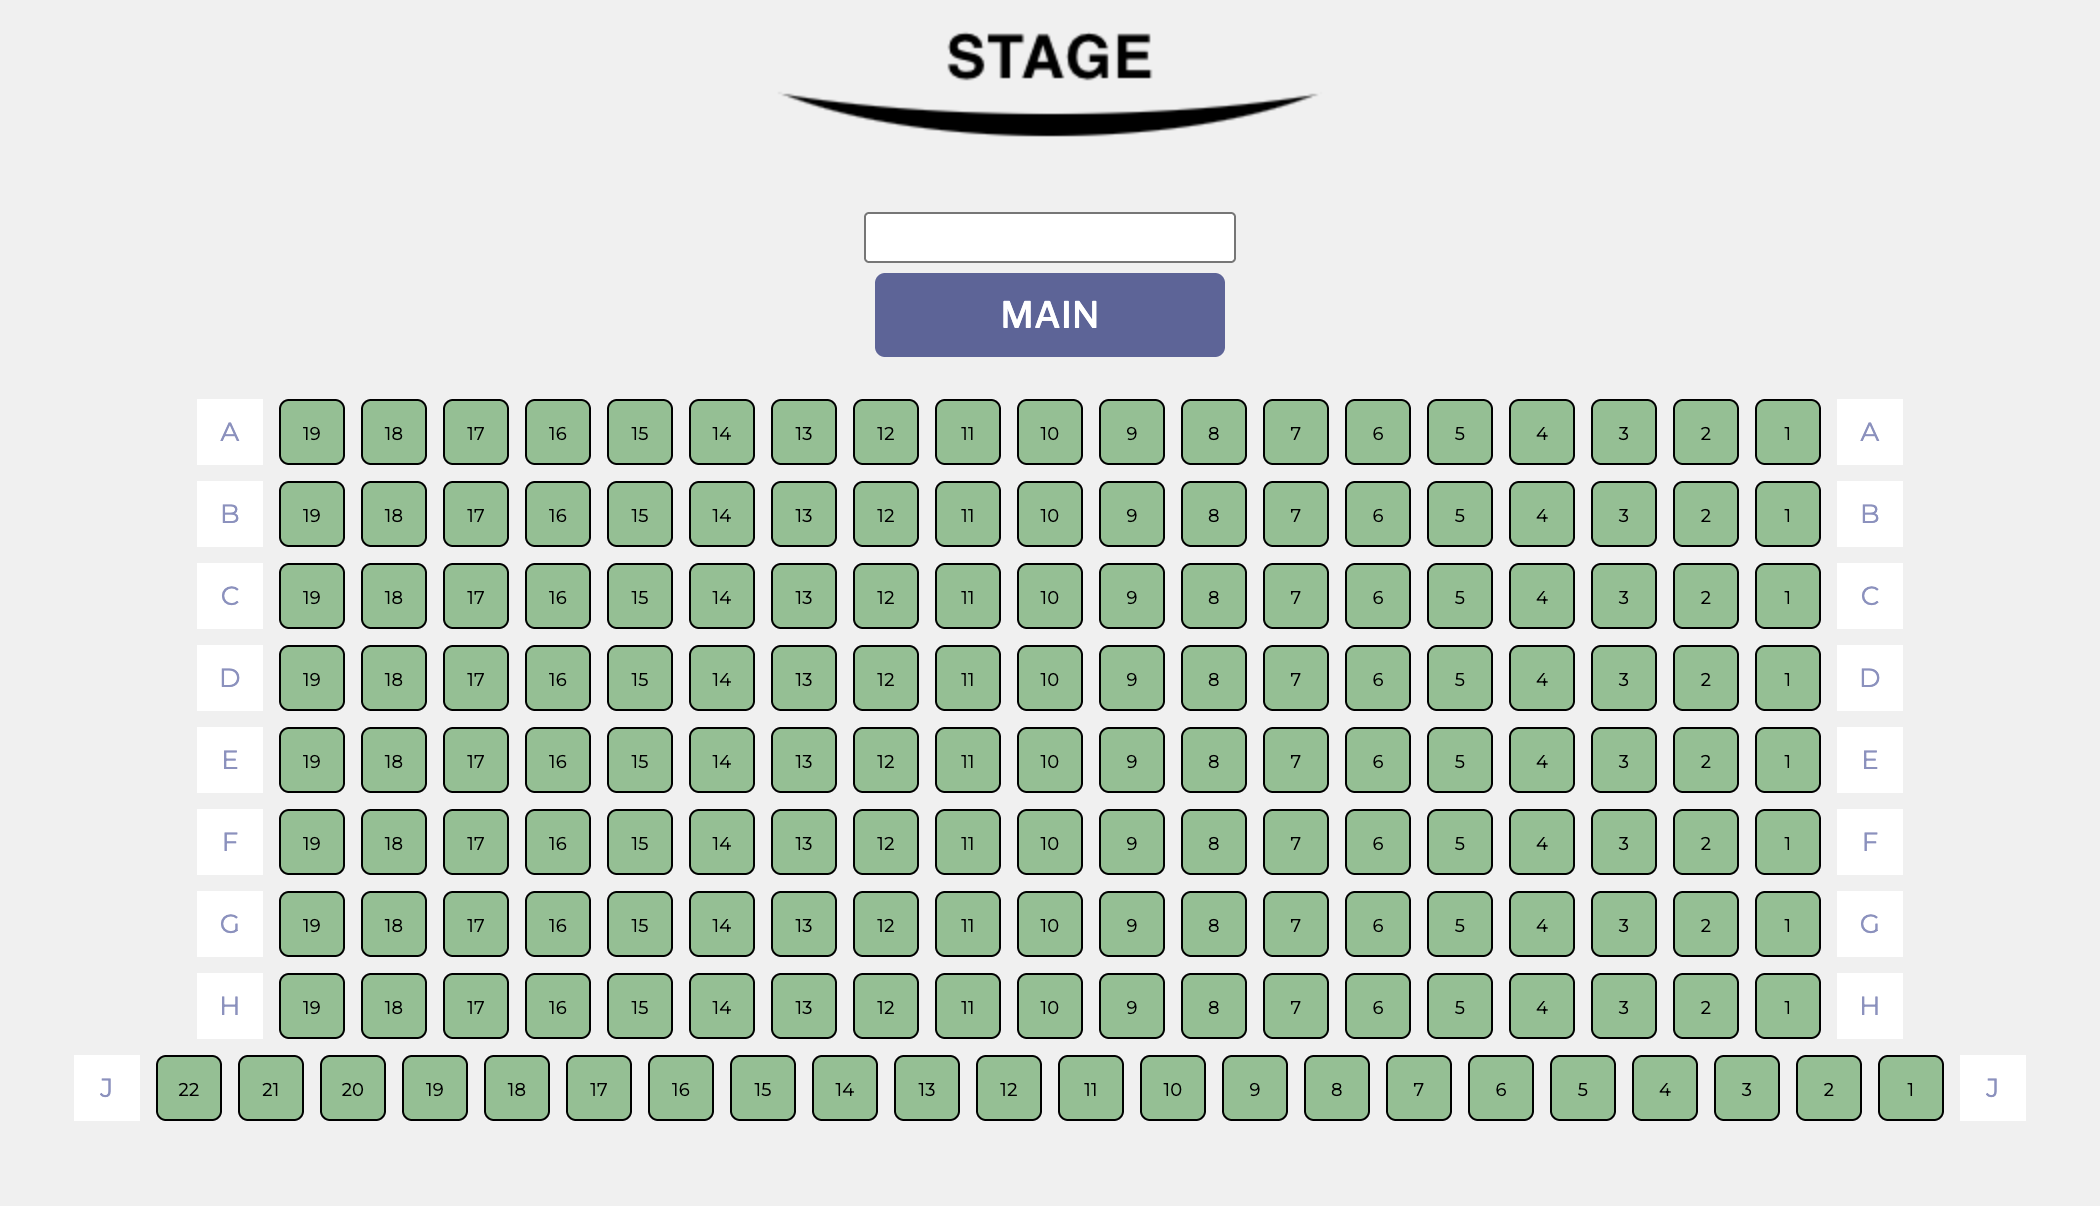 STAGE
MAIN
A 19 18 17 16 15 14 13 12 11 10 9 8 7 6 5 4 3 2 1 A
B 19 18 17 16 15 14 13 12 11 10 9 8 7 6 5 4 3 2 1 B
C 19 18 17 16 15 14 13 12 11 10 9 8 7 6 5 4 3 2 1 C
D 19 18 17 16 15 14 13 12 11 10 9 8 7 6 5 4 3 2 1 D
E 19 18 17 16 15 14 13 12 11 10 9 8 7 6 5 4 3 2 1 E
F 19 18 17 16 15 14 13 12 11 10 9 8 7 6 5 4 3 2 1 F
G 19 18 17 16 15 14 13 12 11 10 9 8 7 6 5 4 3 2 1 G
H 19 18 17 16 15 14 13 12 11 10 9 8 7 6 5 4 3 2 1 H
J 22 21 20 19 18 17 16 15 14 13 12 11 10 9 8 7 6 5 4 3 2 1 J